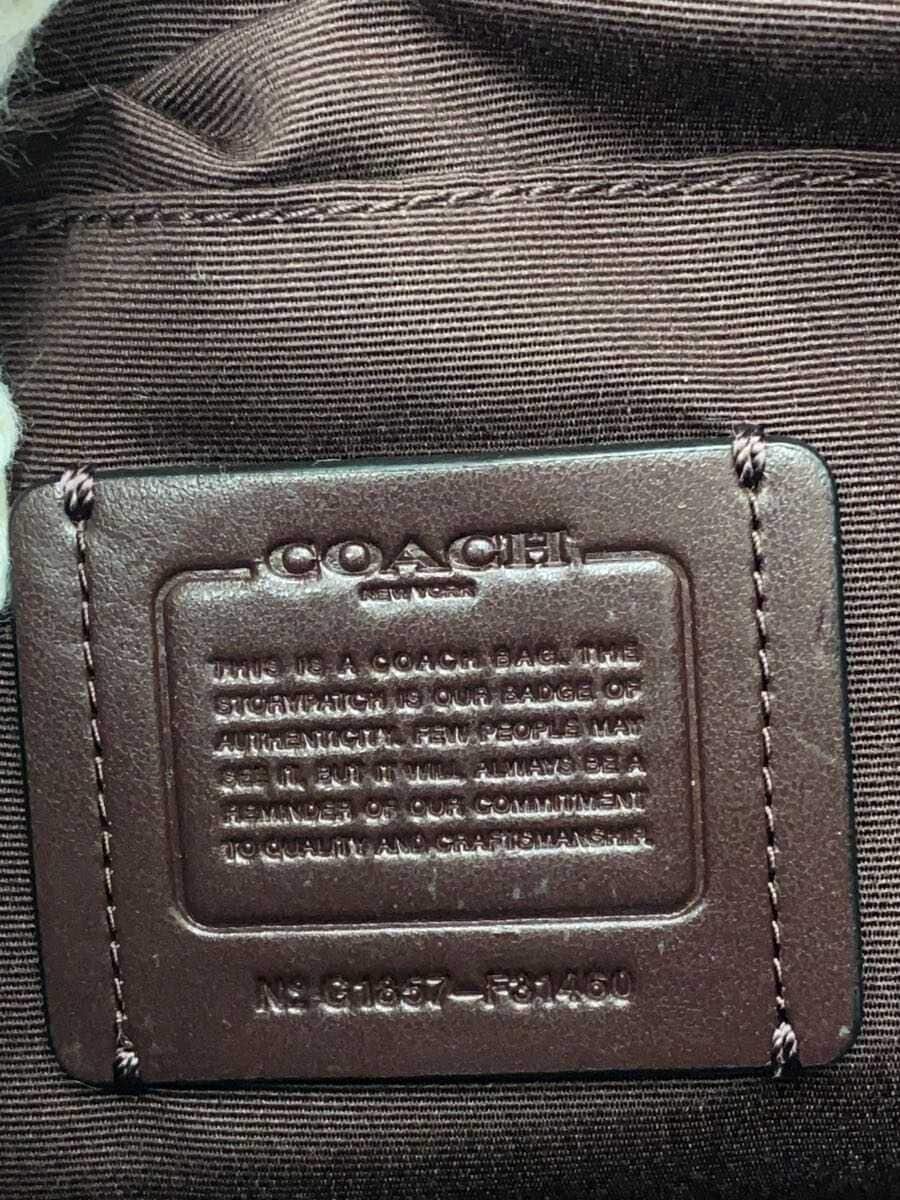 COACH
NEW YORK
THIS IS A COACH BAG. THE
STORYPATCH IS OUR BADGE OF
AUTHENTICITY. FEW PEOPLE MAY
SEE IT, BUT IT WILL ALWAYS BE A
REMINDER OF OUR COMMITMENT
TO QUALITY AND CRAFTSMANSHIP.
Nº C1857-F31460